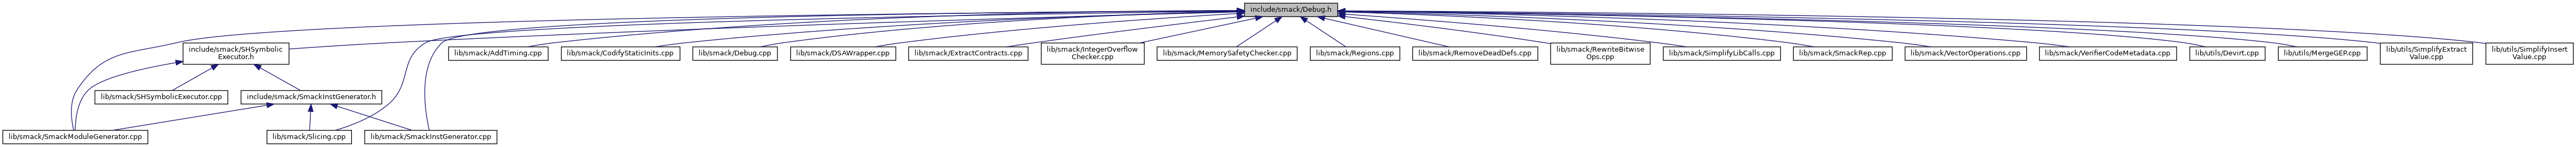 include/smack/Debug.h
include/smack/SHSymbolic
Executor.h
lib/smack/AddTiming.cpp
lib/smack/CodifyStaticInits.cpp
lib/smack/Debug.cpp
lib/smack/DSAWrapper.cpp
lib/smack/ExtractContracts.cpp
lib/smack/IntegerOverflow
Checker.cpp
lib/smack/MemorySafetyChecker.cpp
lib/smack/Regions.cpp
lib/smack/RemoveDeadDefs.cpp
lib/smack/RewriteBitwise
Ops.cpp
lib/smack/SimplifyLibCalls.cpp
lib/smack/SmackRep.cpp
lib/smack/VectorOperations.cpp
lib/smack/VerifierCodeMetadata.cpp
lib/utils/Devirt.cpp
lib/utils/MergeGEP.cpp
lib/utils/SimplifyExtract
Value.cpp
lib/utils/SimplifyInsert
Value.cpp
lib/smack/SHSymbolicExecutor.cpp
include/smack/SmackInstGenerator.h
lib/smack/SmackModuleGenerator.cpp
lib/smack/Slicing.cpp
lib/smack/SmackInstGenerator.cpp